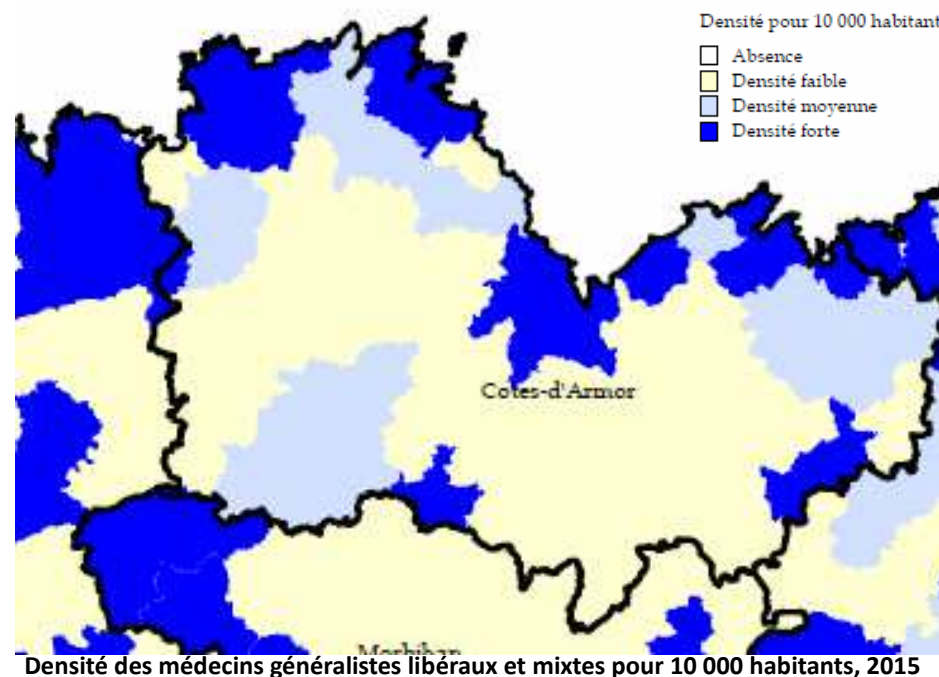 Densité pour 10 000 habitant
Absence
Densité faible
Densité moyenne
Densité forte
Cotes-d'Armor
Morbihan
Densité des médecins généralistes libéraux et mixtes pour 10 000 habitants, 2015